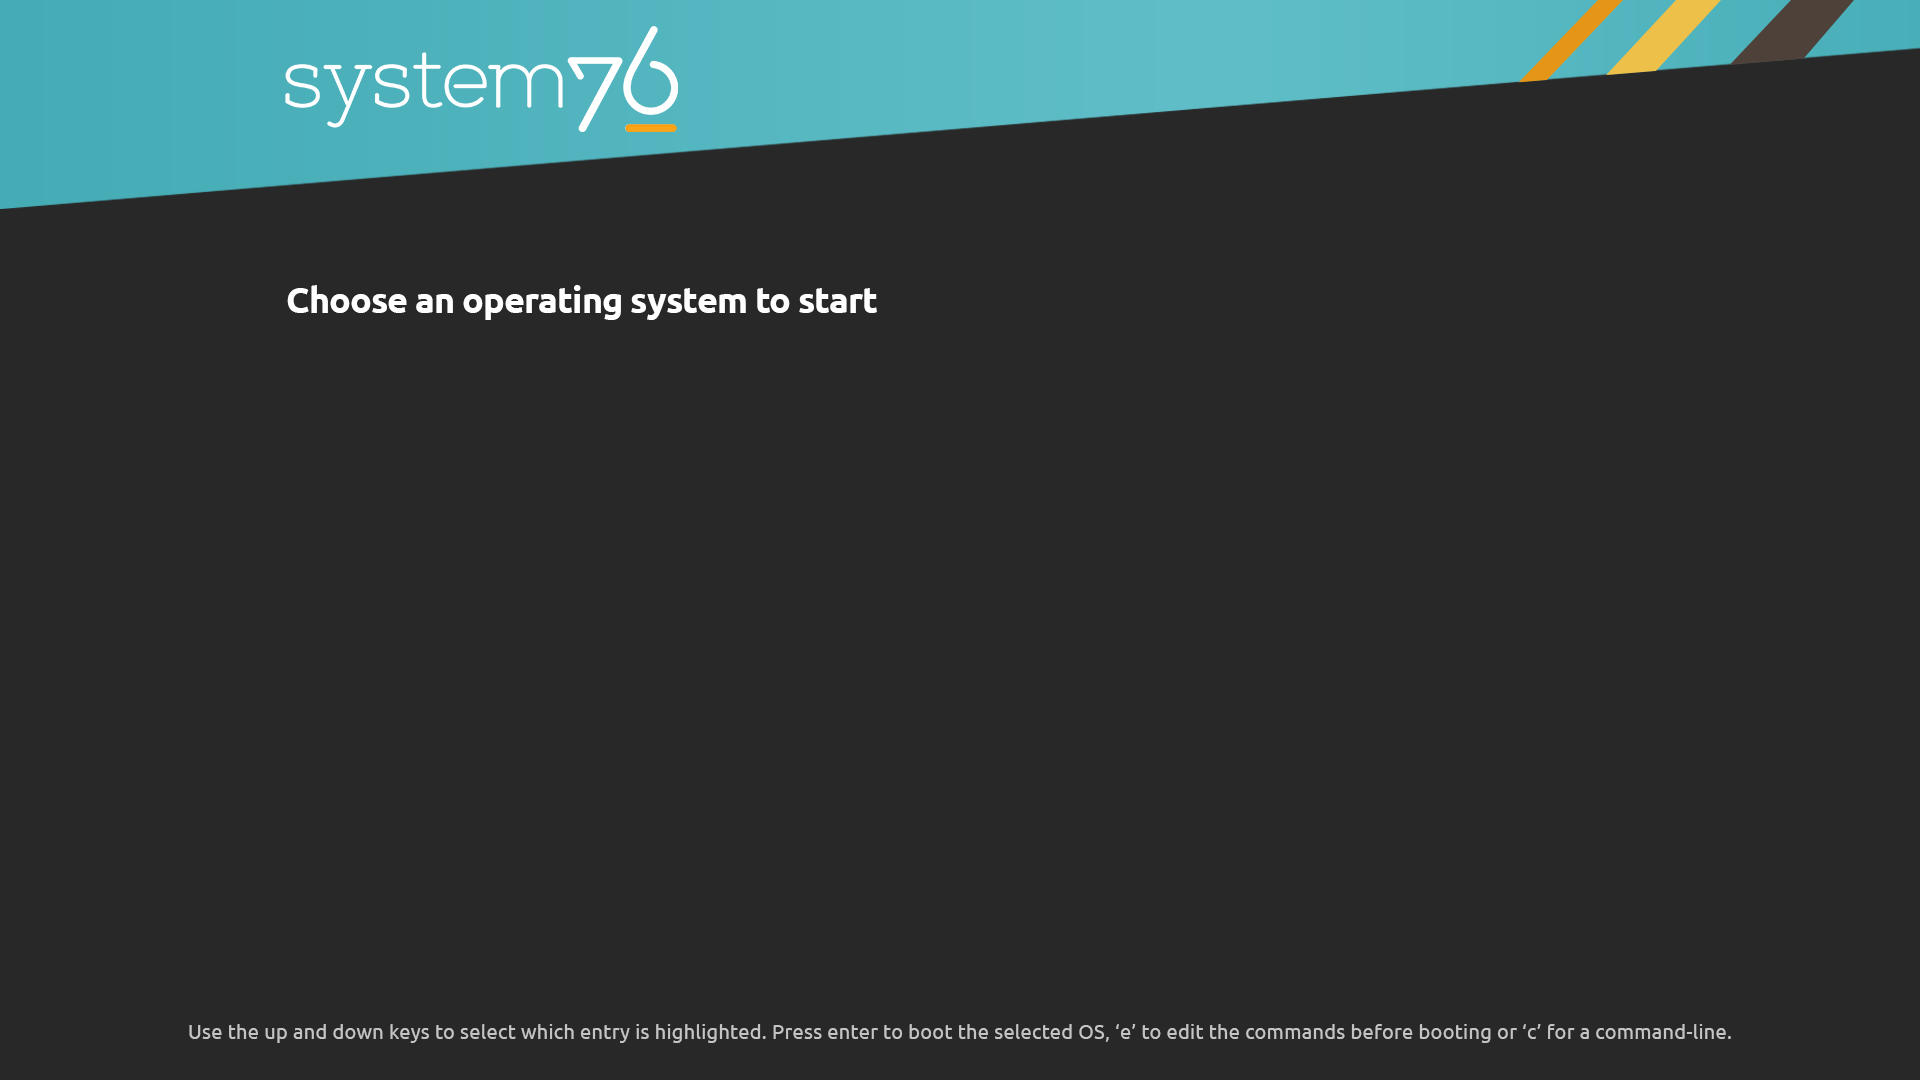 system76
Choose an operating system to start
Use the up and down keys to select which entry is highlighted. Press enter to boot the selected OS, ‘e’ to edit the commands before booting or ‘c’ for a command-line.